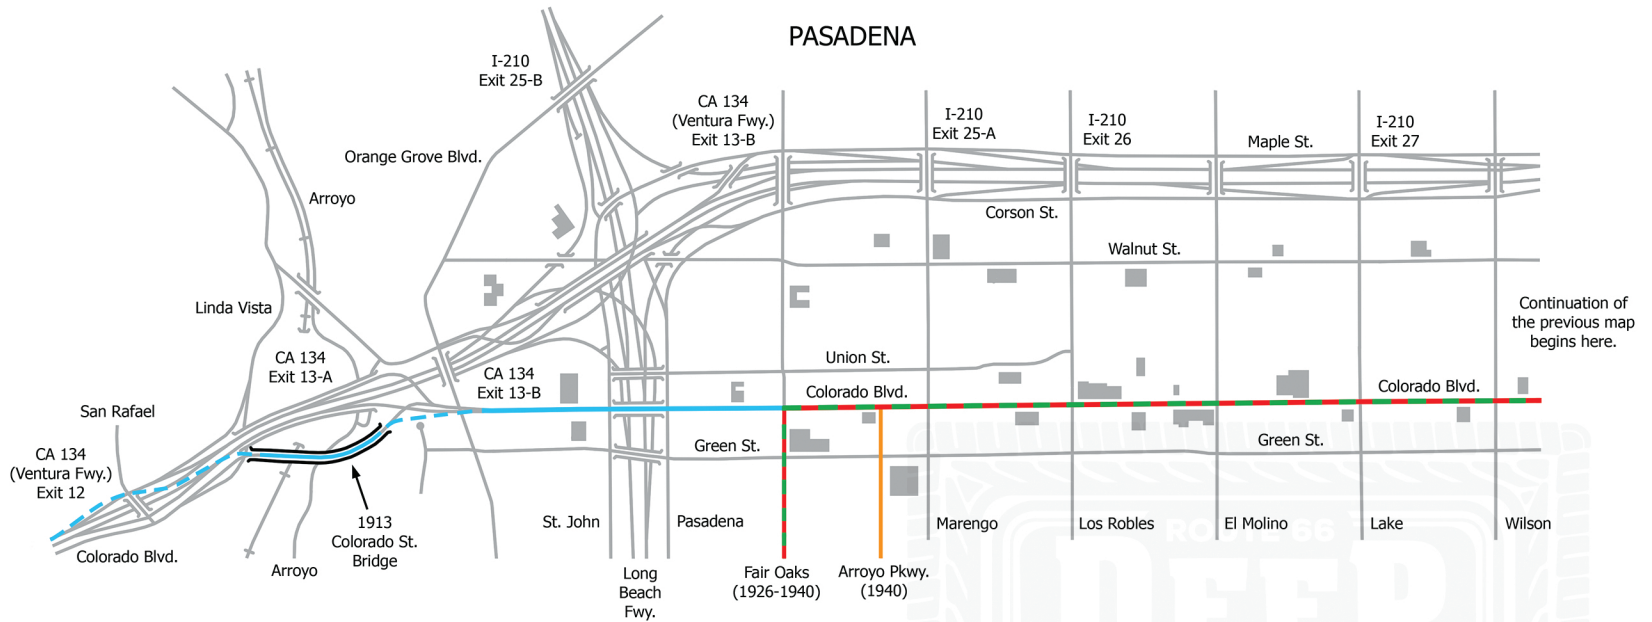 PASADENA
I-210
Exit 25-B
CA 134
(Ventura Fwy.)
Exit 13-B
I-210
Exit 25-A
I-210
Exit 26
Maple St.
I-210
Exit 27
Orange Grove Blvd.
Arroyo
Corson St.
Walnut St.
Linda Vista
Continuation of
the previous map
begins here.
CA 134
Exit 13-A
CA 134
Exit 13-B
Union St.
Colorado Blvd.
Colorado Blvd.
San Rafael
CA 134
(Ventura Fwy.)
Exit 12
Green St.
Green St.
1913
Colorado St.
Bridge
St. John
Pasadena
Marengo
Los Robles
El Molino
Lake
Wilson
ROUTE 66
DEEP
Colorado Blvd.
Arroyo
Long
Beach
Fwy.
Fair Oaks
(1926-1940)
Arroyo Pkwy.
(1940)